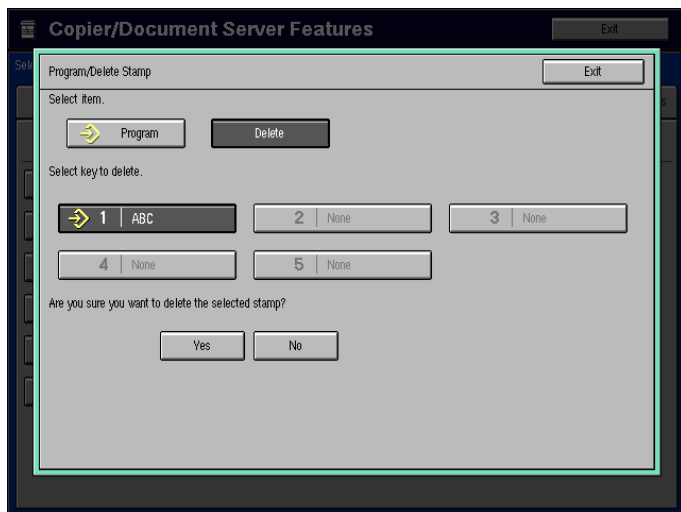 Copier/Document Server Features
Exit
Sele
Program/Delete Stamp
Exit
s
Select item.
Program
Delete
Select key to delete.
1 ABC
2 None
3 None
4 None
5 None
Are you sure you want to delete the selected stamp?
Yes
No